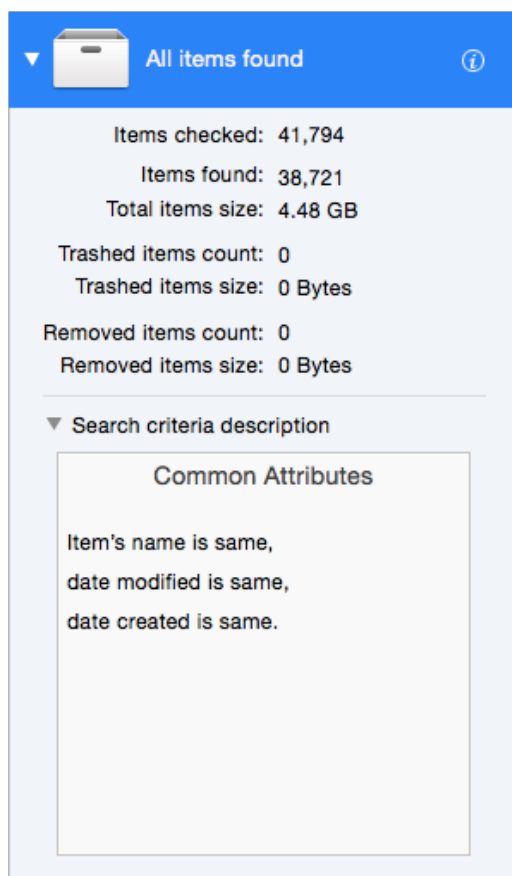 All items found
Items checked: 41,794
Items found: 38,721
Total items size: 4.48 GB
Trashed items count: 0
Trashed items size: 0 Bytes
Removed items count: 0
Removed items size: 0 Bytes
Search criteria description
Common Attributes
Item's name is same,
date modified is same,
date created is same.